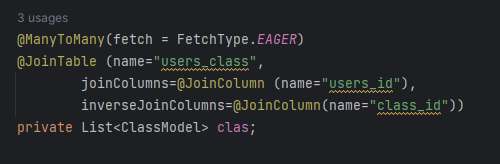 3 usages
@ManyToMany(fetch = FetchType.EAGER)
@JoinTable (name="users_class",
joinColumns=@JoinColumn (name="users_id"),
inverseJoinColumns=@JoinColumn(name="class_id"))
private List<ClassModel> clas;